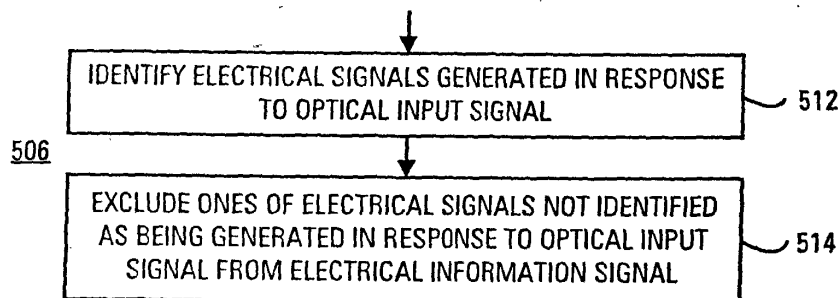 IDENTIFY ELECTRICAL SIGNALS GENERATED IN RESPONSE
TO OPTICAL INPUT SIGNAL
512
506
EXCLUDE ONES OF ELECTRICAL SIGNALS NOT IDENTIFIED
AS BEING GENERATED IN RESPONSE TO OPTICAL INPUT
SIGNAL FROM ELECTRICAL INFORMATION SIGNAL
514